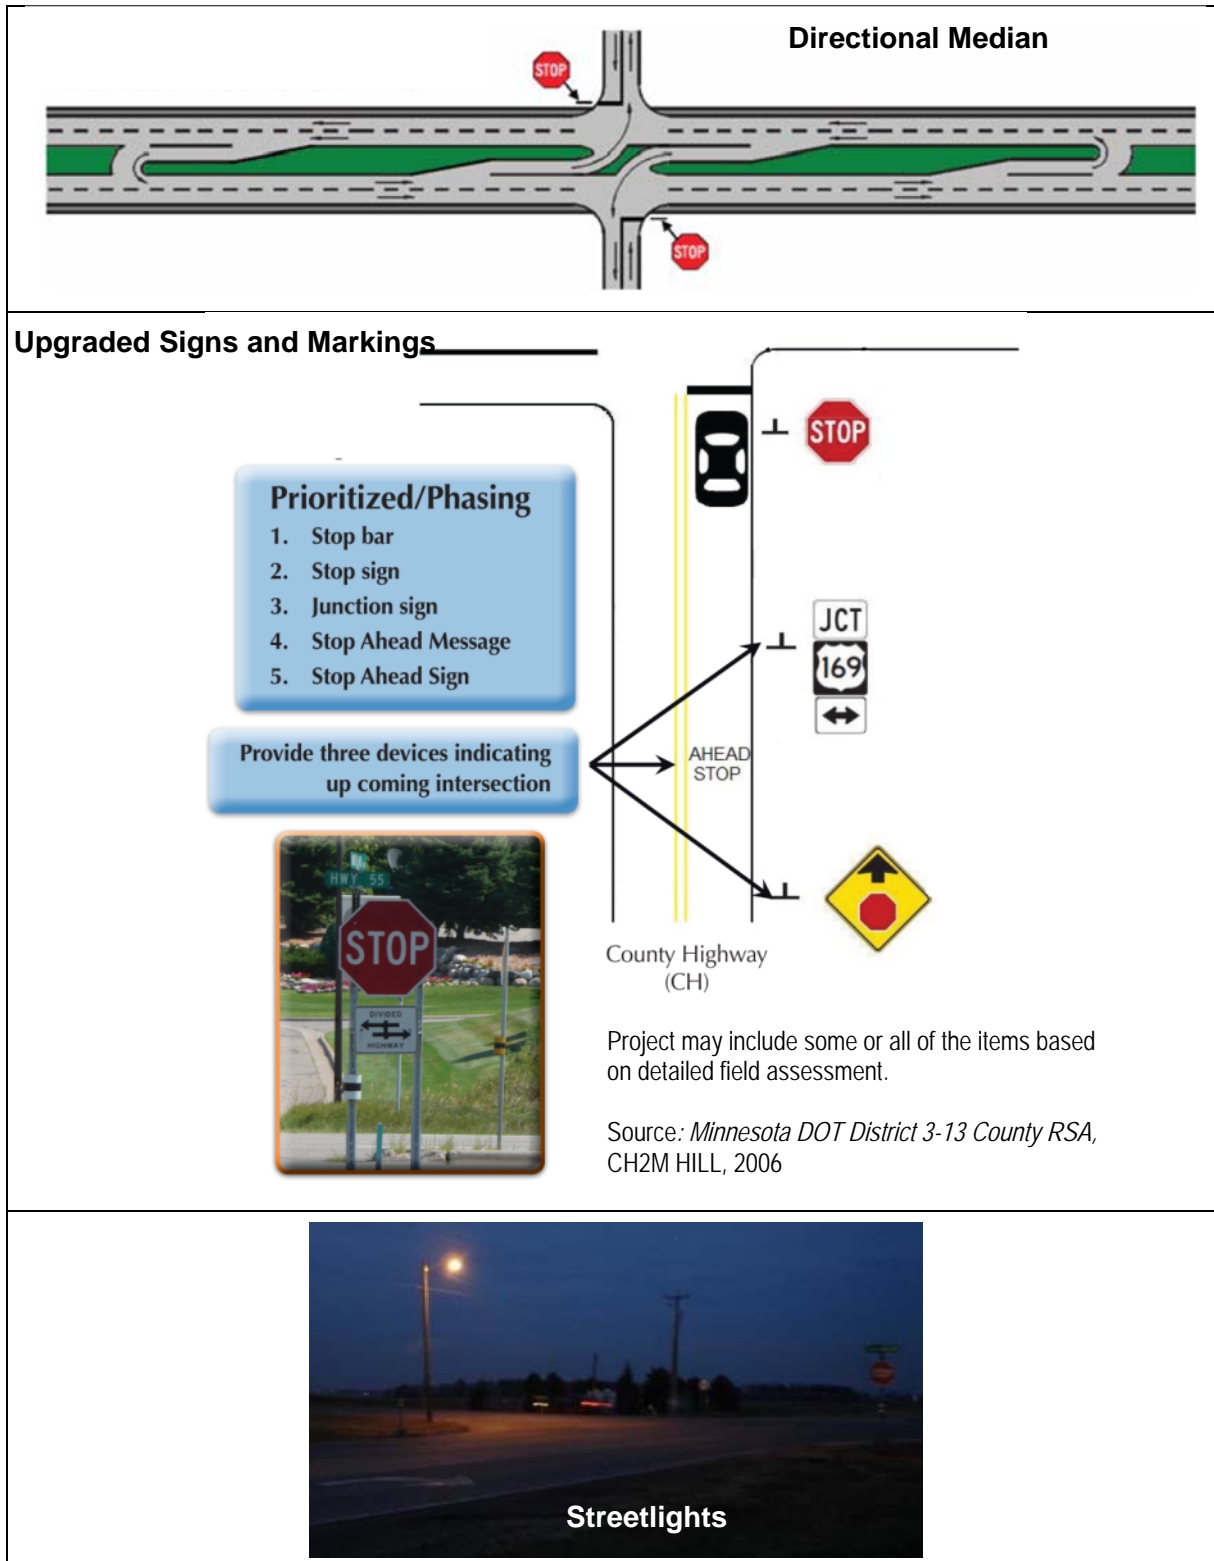 Directional Median
STOP
STOP
Upgraded Signs and Markings
STOP
Prioritized/Phasing
1. Stop bar
2. Stop sign
3. Junction sign
4. Stop Ahead Message
5. Stop Ahead Sign
JCT
169
Provide three devices indicating
up coming intersection
AHEAD
STOP
HWY 55
STOP
DIVIDED
HIGHWAY
County Highway
(CH)
Project may include some or all of the items based
on detailed field assessment.
Source: Minnesota DOT District 3-13 County RSA,
CH2M HILL, 2006
Streetlights